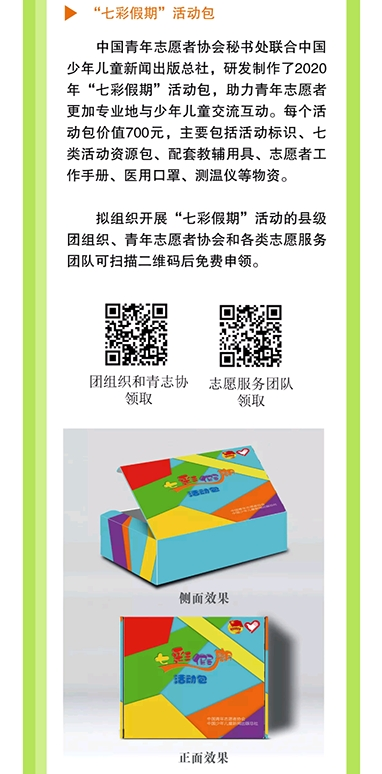 “七彩假期”活动包
中国青年志愿者协会秘书处联合中国
少年儿童新闻出版总社，研发制作了2020
年“七彩假期”活动包，助力青年志愿者
更加专业地与少年儿童交流互动。每个活
动包价值700元，主要包括活动标识、七
类活动资源包、配套教辅用具、志愿者工
作手册、医用口罩、测温仪等物资。
拟组织开展“七彩假期”活动的县级
团组织、青年志愿者协会和各类志愿服务
团队可扫描二维码后免费申领。
团组织和青志协
领取
志愿服务团队
领取
七彩假期
活动包
侧面效果
七彩假期
活动包
正面效果